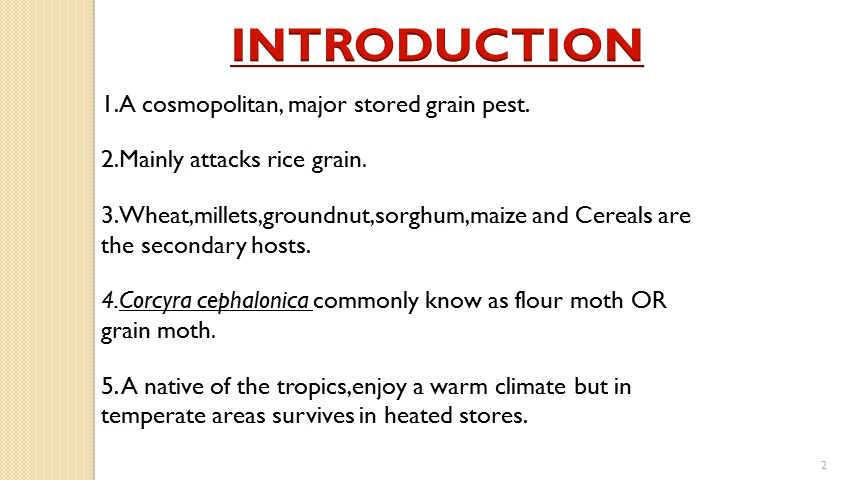 INTRODUCTION
1.A cosmopolitan, major stored grain pest.
2.Mainly attacks rice grain.
3.Wheat,millets,groundnut,sorghum,maize and Cereals are
the secondary hosts.
4.Corcyra cephalonica commonly know as flour moth OR
grain moth.
5.A native of the tropics,enjoy a warm climate but in
temperate areas survives in heated stores.
2